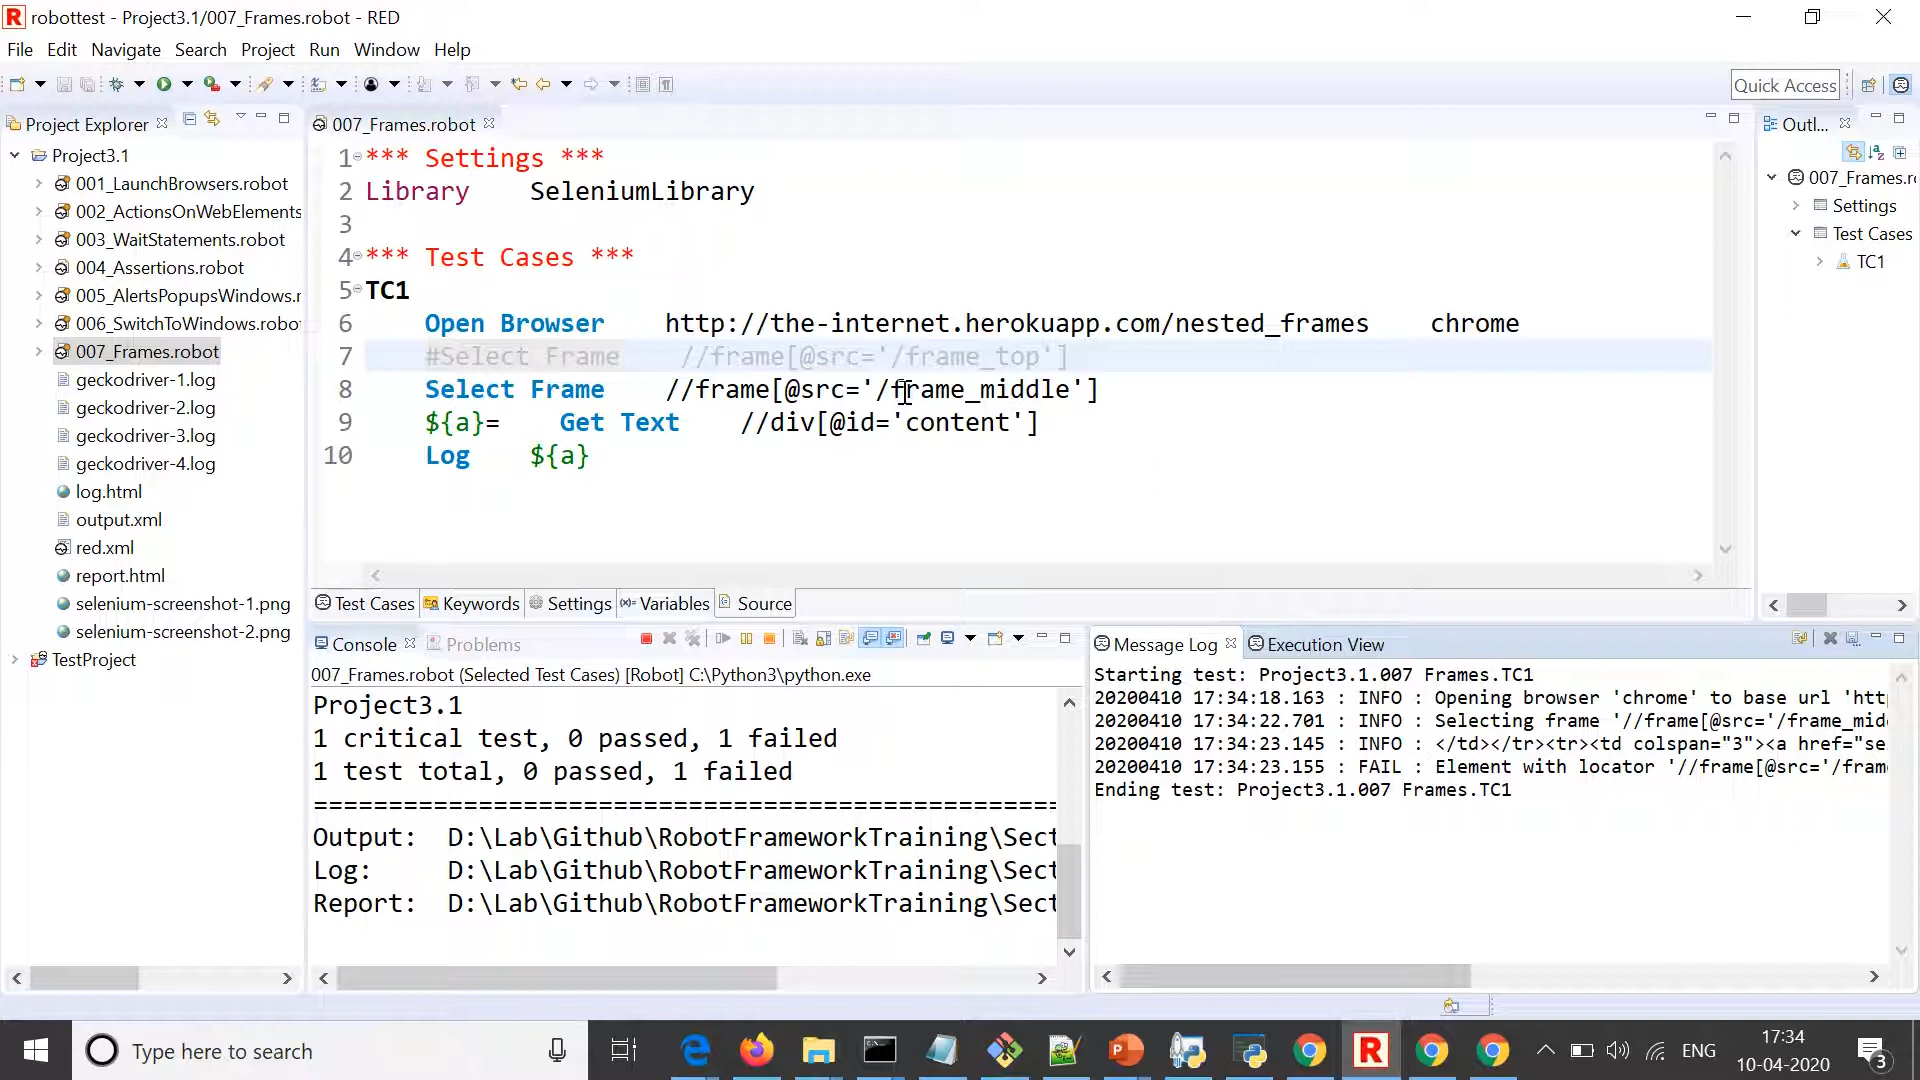 robottest - Project3.1/007_Frames.robot - RED
File Edit Navigate Search Project Run Window Help
Quick Access
Project Explorer
Project3.1
001_LaunchBrowsers.robot
002_ActionsOnWebElements
003_WaitStatements.robot
004_Assertions.robot
005_AlertsPopupsWindows.r
006_SwitchToWindows.robo
007_Frames.robot
geckodriver-1.log
geckodriver-2.log
geckodriver-3.log
geckodriver-4.log
log.html
output.xml
red.xml
report.html
selenium-screenshot-1.png
selenium-screenshot-2.png
TestProject
007_Frames.robot
1 *** Settings ***
2 Library SeleniumLibrary
3
4 *** Test Cases ***
5 TC1
6 Open Browser http://the-internet.herokuapp.com/nested_frames chrome
7 #Select Frame //frame[@src='/frame_top']
8 Select Frame //frame[@src='/frame_middle']
9 ${a}= Get Text //div[@id='content']
10 Log ${a}
Test Cases Keywords Settings Variables Source
Outl...
007_Frames.r
Settings
Test Cases
TC1
Console Problems
007_Frames.robot (Selected Test Cases) [Robot] C:\Python3\python.exe
Project3.1
1 critical test, 0 passed, 1 failed
1 test total, 0 passed, 1 failed
==================================================
Output: D:\Lab\Github\RobotFrameworkTraining\Sect
Log: D:\Lab\Github\RobotFrameworkTraining\Sect
Report: D:\Lab\Github\RobotFrameworkTraining\Sect
Message Log Execution View
Starting test: Project3.1.007 Frames.TC1
20200410 17:34:18.163 : INFO : Opening browser 'chrome' to base url 'htt
20200410 17:34:22.701 : INFO : Selecting frame '//frame[@src='/frame_mid
20200410 17:34:23.145 : INFO : </td></tr><tr><td colspan="3"><a href="se
20200410 17:34:23.155 : FAIL : Element with locator '//frame[@src='/fram
Ending test: Project3.1.007 Frames.TC1
Type here to search
ENG
17:34
10-04-2020
3